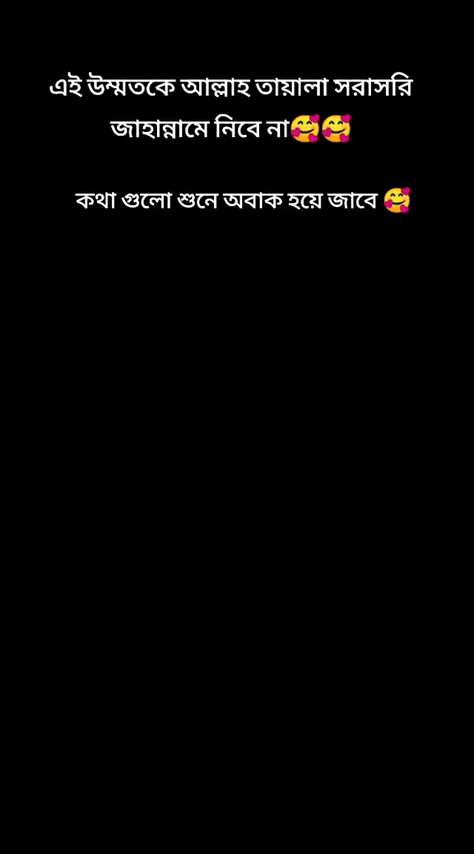 এই উম্মতকে আল্লাহ তায়ালা সরাসরি
জাহান্নামে নিবে না🥰🥰
কথা গুলো শুনে অবাক হয়ে জাবে 🥰